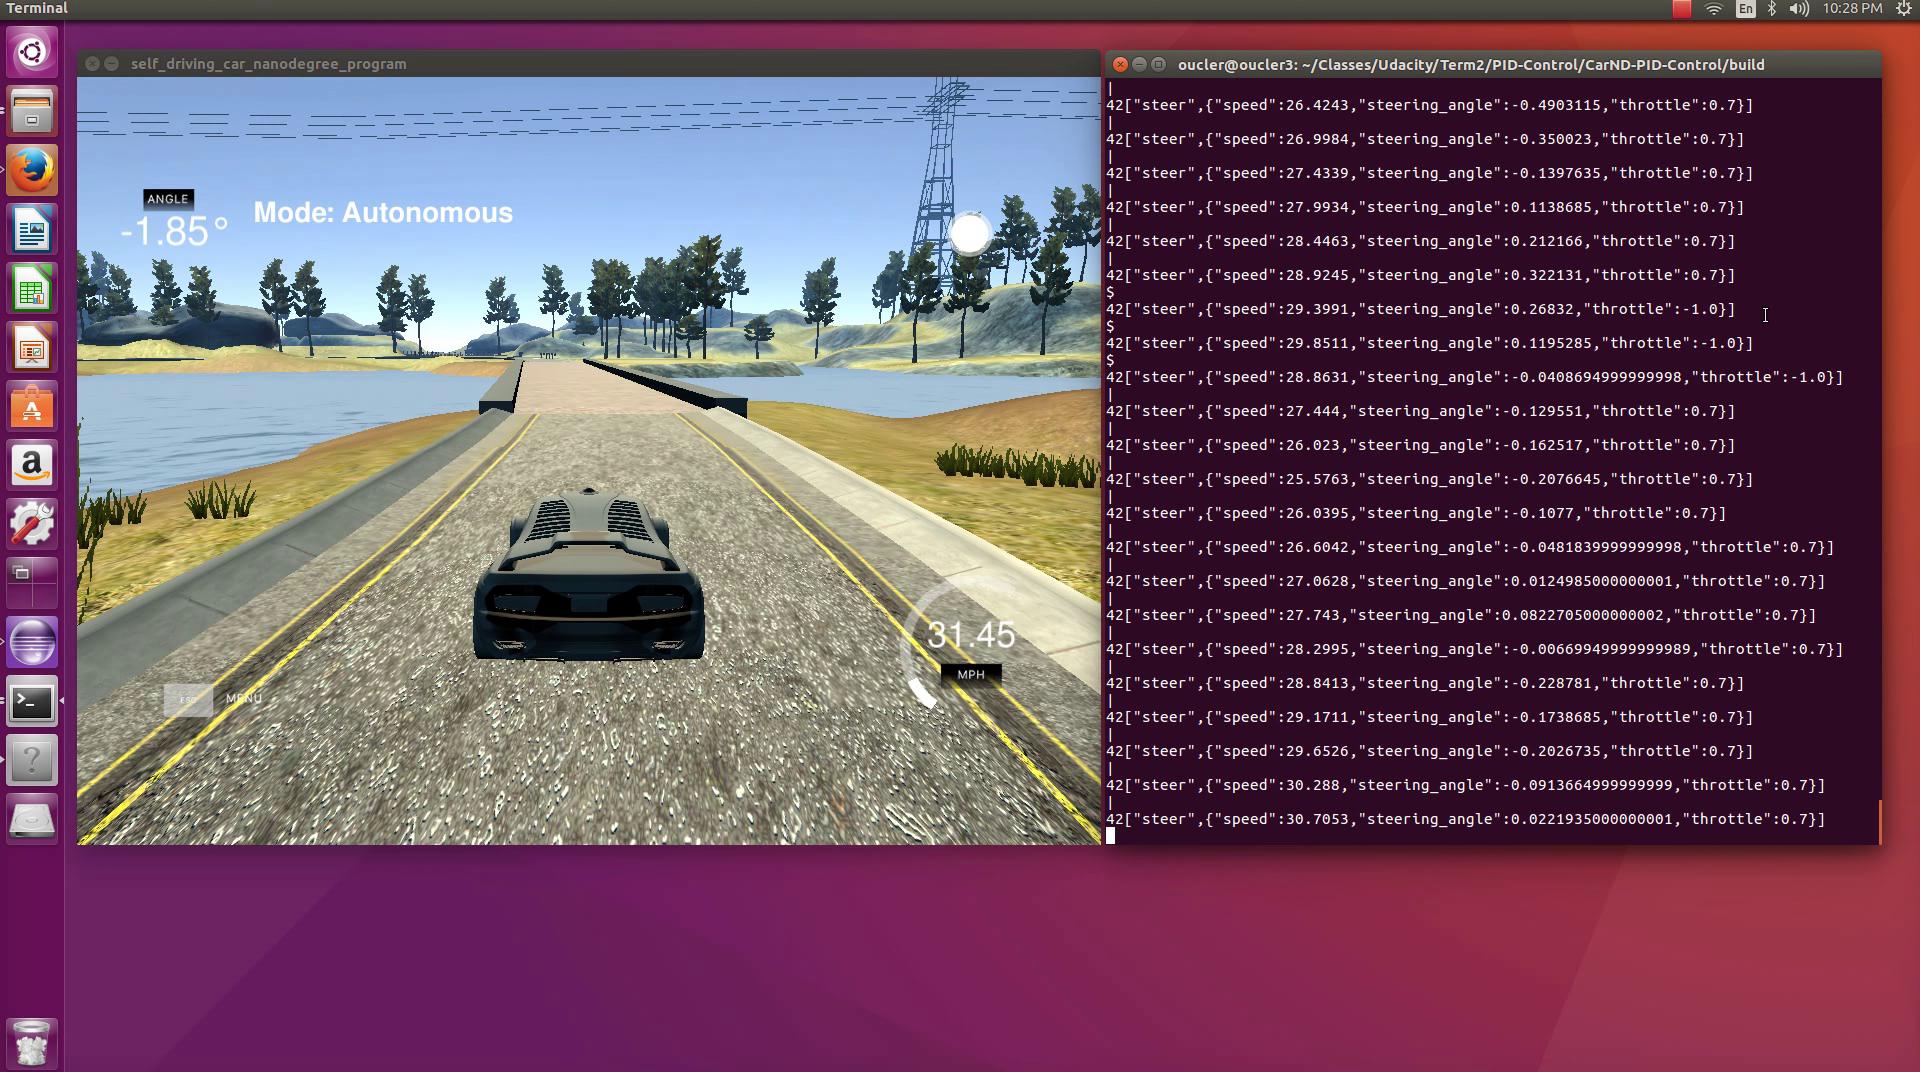 Terminal
En
10:28 PM
self_driving_car_nanodegree_program
ANGLE
-1.85°
Mode: Autonomous
31.45
MPH
ESC
MENU
oucler@oucler3: ~/Classes/Udacity/Term2/PID-Control/CarND-PID-Control/build
|
42["steer",{"speed":26.4243,"steering_angle":-0.4903115,"throttle":0.7}]
|
42["steer",{"speed":26.9984,"steering_angle":-0.350023,"throttle":0.7}]
|
42["steer",{"speed":27.4339,"steering_angle":-0.1397635,"throttle":0.7}]
|
42["steer",{"speed":27.9934,"steering_angle":0.1138685,"throttle":0.7}]
|
42["steer",{"speed":28.4463,"steering_angle":0.212166,"throttle":0.7}]
|
42["steer",{"speed":28.9245,"steering_angle":0.322131,"throttle":0.7}]
$
42["steer",{"speed":29.3991,"steering_angle":0.26832,"throttle":-1.0}]
$
42["steer",{"speed":29.8511,"steering_angle":0.1195285,"throttle":-1.0}]
$
42["steer",{"speed":28.8631,"steering_angle":-0.0408694999999998,"throttle":-1.0}]
|
42["steer",{"speed":27.444,"steering_angle":-0.129551,"throttle":0.7}]
|
42["steer",{"speed":26.023,"steering_angle":-0.162517,"throttle":0.7}]
|
42["steer",{"speed":25.5763,"steering_angle":-0.2076645,"throttle":0.7}]
|
42["steer",{"speed":26.0395,"steering_angle":-0.1077,"throttle":0.7}]
|
42["steer",{"speed":26.6042,"steering_angle":-0.0481839999999998,"throttle":0.7}]
|
42["steer",{"speed":27.0628,"steering_angle":0.0124985000000001,"throttle":0.7}]
|
42["steer",{"speed":27.743,"steering_angle":0.0822705000000002,"throttle":0.7}]
|
42["steer",{"speed":28.2995,"steering_angle":-0.00669949999999989,"throttle":0.7}]
|
42["steer",{"speed":28.8413,"steering_angle":-0.228781,"throttle":0.7}]
|
42["steer",{"speed":29.1711,"steering_angle":-0.1738685,"throttle":0.7}]
|
42["steer",{"speed":29.6526,"steering_angle":-0.2026735,"throttle":0.7}]
|
42["steer",{"speed":30.288,"steering_angle":-0.0913664999999999,"throttle":0.7}]
|
42["steer",{"speed":30.7053,"steering_angle":0.0221935000000001,"throttle":0.7}]